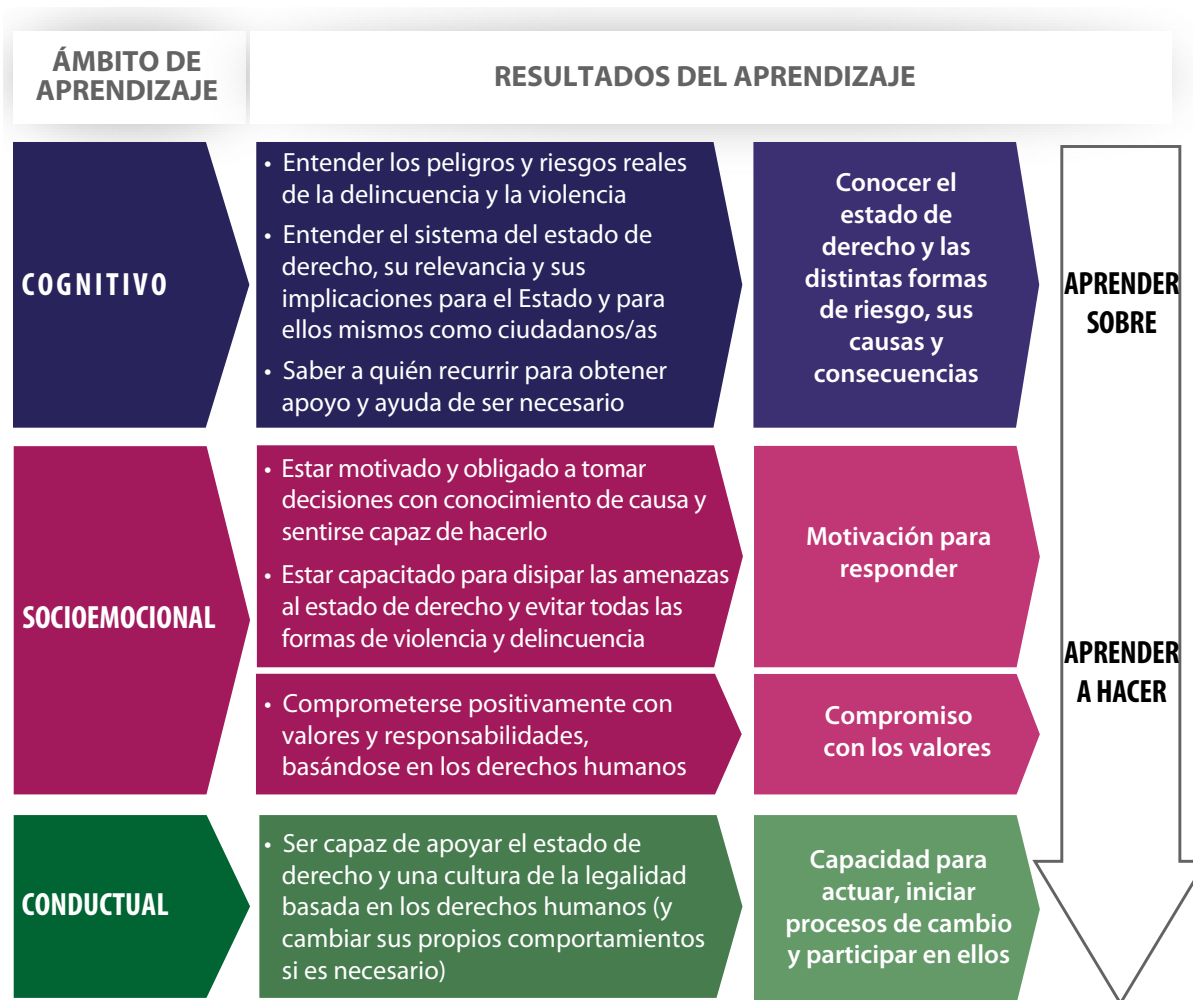 ÁMBITO DE
APRENDIZAJE
RESULTADOS DEL APRENDIZAJE
COGNITIVO
• Entender los peligros y riesgos reales
de la delincuencia y la violencia
• Entender el sistema del estado de
derecho, su relevancia y sus
implicaciones para el Estado y para
ellos mismos como ciudadanos/as
• Saber a quién recurrir para obtener
apoyo y ayuda de ser necesario
Conocer el
estado de
derecho y las
distintas formas
de riesgo, sus
causas y
consecuencias
APRENDER
SOBRE
SOCIOEMOCIONAL
• Estar motivado y obligado a tomar
decisiones con conocimiento de causa y
sentirse capaz de hacerlo
• Estar capacitado para disipar las amenazas
al estado de derecho y evitar todas las
formas de violencia y delincuencia
Motivación para
responder
• Comprometerse positivamente con
valores y responsabilidades,
basándose en los derechos humanos
Compromiso
con los valores
APRENDER
A HACER
CONDUCTUAL
• Ser capaz de apoyar el estado de
derecho y una cultura de la legalidad
basada en los derechos humanos (y
cambiar sus propios comportamientos
si es necesario)
Capacidad para
actuar, iniciar
procesos de cambio
y participar en ellos